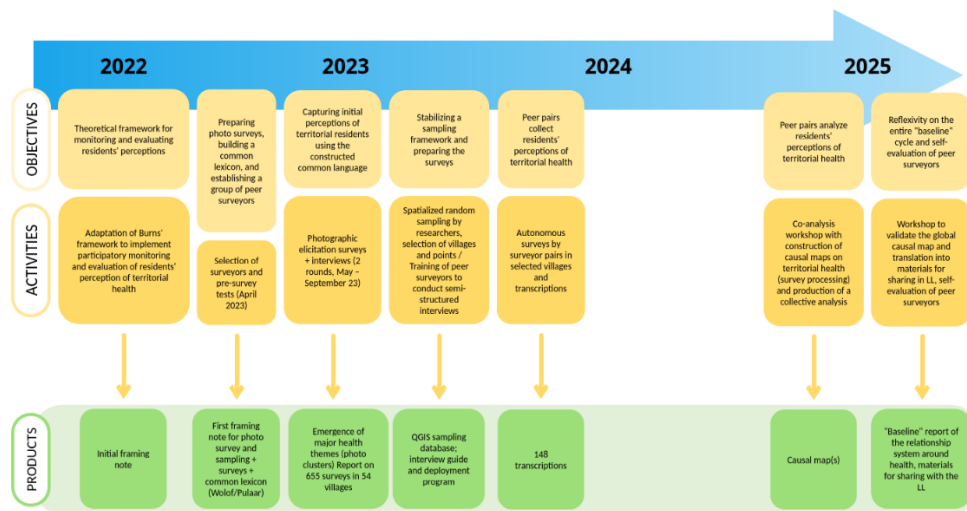 2022
2023
2024
2025
OBJECTIVES
Theoretical framework for
monitoring and evaluating
residents' perceptions
Preparing
photo surveys,
building a
common
lexicon, and
establishing a
group of peer
surveyors
Capturing initial
perceptions of
territorial residents
using the
constructed
common language
Stabilizing a
sampling
framework and
preparing the
surveys
Peer pairs
collect
residents'
perceptions of
territorial health
Peer pairs analyze
residents'
perceptions of
territorial health
Reflexivity on the
entire "baseline"
cycle and self-
evaluation of peer
surveyors
ACTIVITIES
Adaptation of Burns'
framework to implement
participatory monitoring
and evaluation of residents'
perception of territorial
health
Selection of
surveyors and
pre-survey
tests (April
2023)
Photographic
elicitation surveys
+ interviews (2
rounds, May –
September 23)
Spatialized random
sampling by
researchers,
selection of villages
and points /
Training of peer
surveyors to
conduct semi-
structured
interviews
Autonomous
surveys by
surveyor pairs in
selected villages
and
transcriptions
Co-analysis
workshop with
construction of
causal maps on
territorial health
(survey processing)
and production of a
collective analysis
Workshop to
validate the global
causal map and
translation into
materials for
sharing in LL, self-
evaluation of peer
surveyors
PRODUCTS
Initial framing
note
First framing
note for photo
survey and
sampling +
surveys +
common lexicon
(Wolof/Pulaar)
Emergence of
major health
themes (photo
clusters) Report on
655 surveys in 54
villages
QGIS sampling
database;
interview guide
and deployment
program
148
transcriptions
Causal map(s)
"Baseline" report of
the relationship
system around
health, materials
for sharing with the
LL